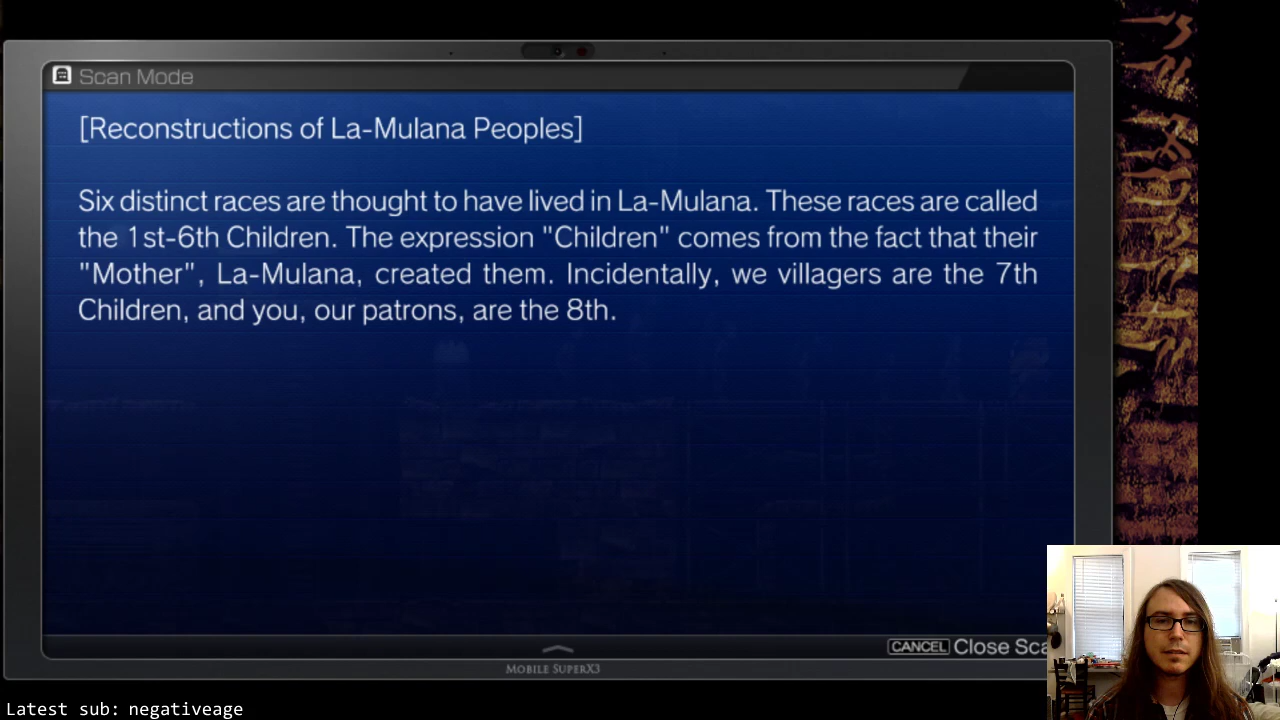 Scan Mode
[Reconstructions of La-Mulana Peoples]
Six distinct races are thought to have lived in La-Mulana. These races are called
the 1st-6th Children. The expression "Children" comes from the fact that their
"Mother", La-Mulana, created them. Incidentally, we villagers are the 7th
Children, and you, our patrons, are the 8th.
CANCEL Close Sca
MOBILE SUPERX3
Latest sub: negativeage